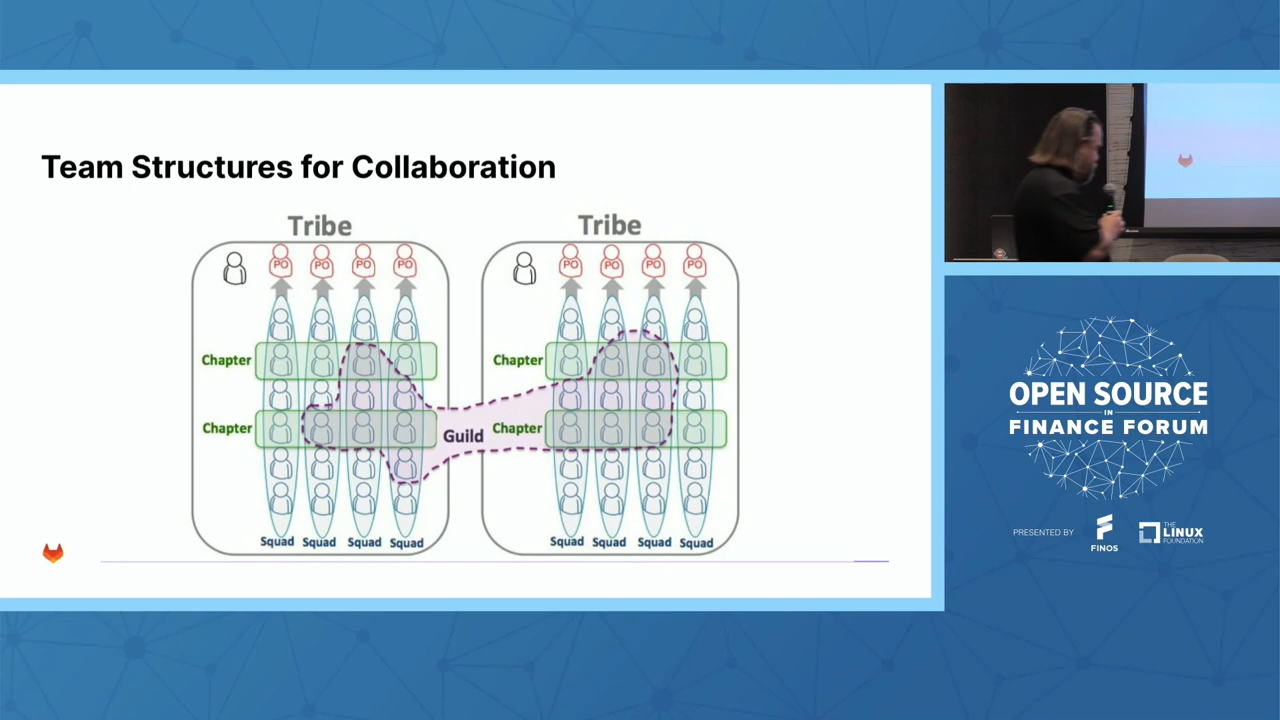 Team Structures for Collaboration
Tribe
Tribe
PO PO PO PO
PO PO PO PO
Chapter
Chapter
Chapter
Guild
Chapter
Squad Squad Squad Squad
Squad Squad Squad Squad
OPEN SOURCE
IN
FINANCE FORUM
PRESENTED BY
FINOS
THE
LINUX
FOUNDATION